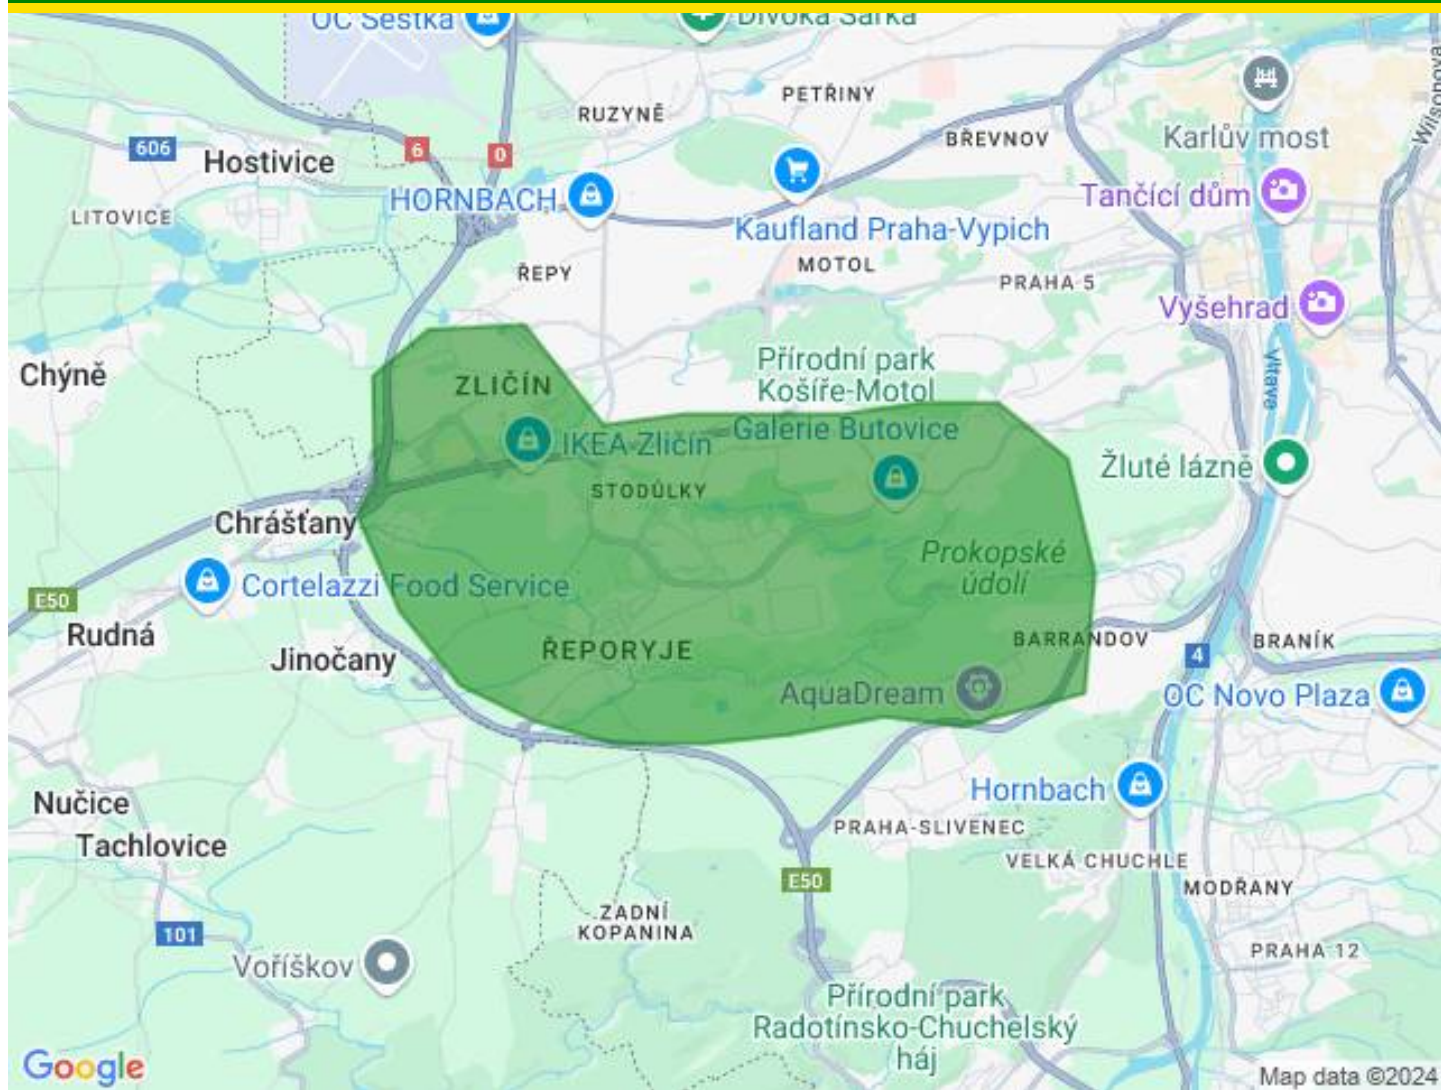 OC Šestka
Divoká Šárka
PETŘINY
RUZYNĚ
Wilsonova
606
6
0
Hostivice
BŘEVNOV
Karlův most
HORNBACH
Tančící dům
LITOVICE
Kaufland Praha-Vypich
ŘEPY
MOTOL
PRAHA 5
Vyšehrad
Chýně
ZLIČÍN
Přírodní park
Košíře-Motol
Vltava
IKEA Zličín
Galerie Butovice
Žluté lázně
STODŮLKY
Chrášťany
Prokopské
údolí
Cortelazzi Food Service
E50
Rudná
Jinočany
ŘEPORYJE
BARRANDOV
4
BRANÍK
AquaDream
OC Novo Plaza
Nučice
Hornbach
Tachlovice
PRAHA-SLIVENEC
VELKÁ CHUCHLE
E50
MODŘANY
101
ZADNÍ
KOPANINA
PRAHA 12
Voříškov
Přírodní park
Radotínsko-Chuchelský
háj
Google
Map data ©2024